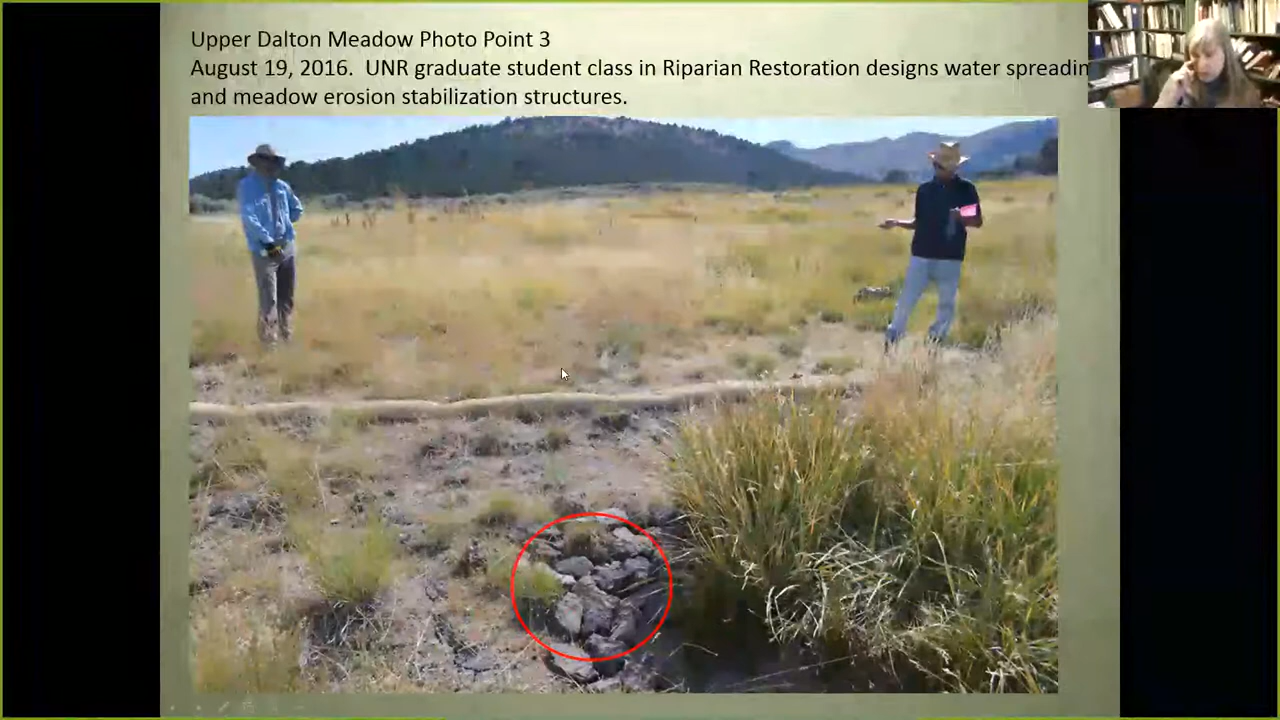 Upper Dalton Meadow Photo Point 3
August 19, 2016. UNR graduate student class in Riparian Restoration designs water spreadin
and meadow erosion stabilization structures.